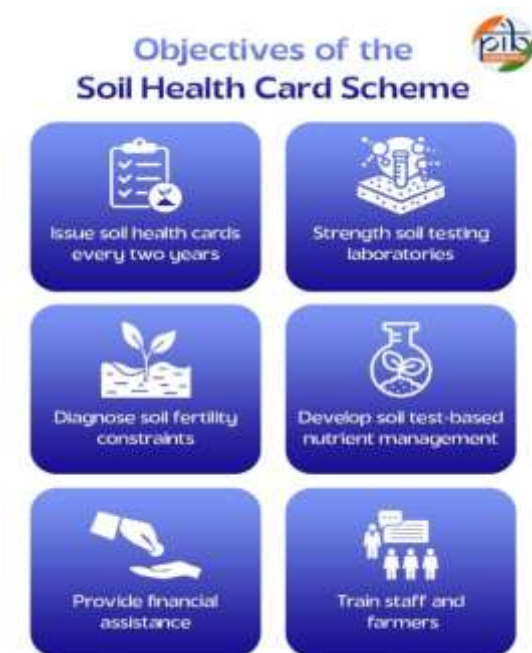 Objectives of the
pib
Soil Health Card Scheme
Issue soil health cards
every two years
Strength soil testing
laboratories
Diagnose soil fertility
constraints
Develop soil test-based
nutrient management
Provide financial
assistance
Train staff and
farmers